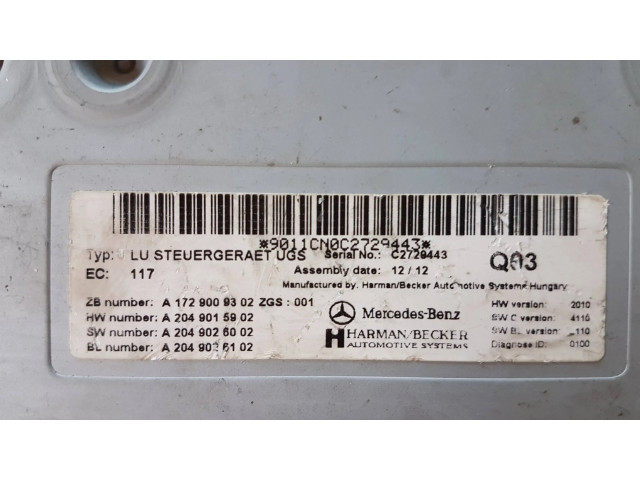 *9011CN0C2729443*
Typ: LU STEUERGERAET UGS Serial No.: C2729443
EC: 117 Assembly date: 12/12 Q03
Manufactured by: Harman/Becker Automotive Systems Hungary
ZB number: A 172 900 93 02 ZGS: 001
HW number: A 204 901 59 02
SW number: A 204 902 60 02
BL number: A 204 903 61 02
Mercedes-Benz
HARMAN/BECKER
AUTOMOTIVE SYSTEMS
HW version: 2010
SW C version: 4110
SW BL version: 110
Diagnose ID: 0100